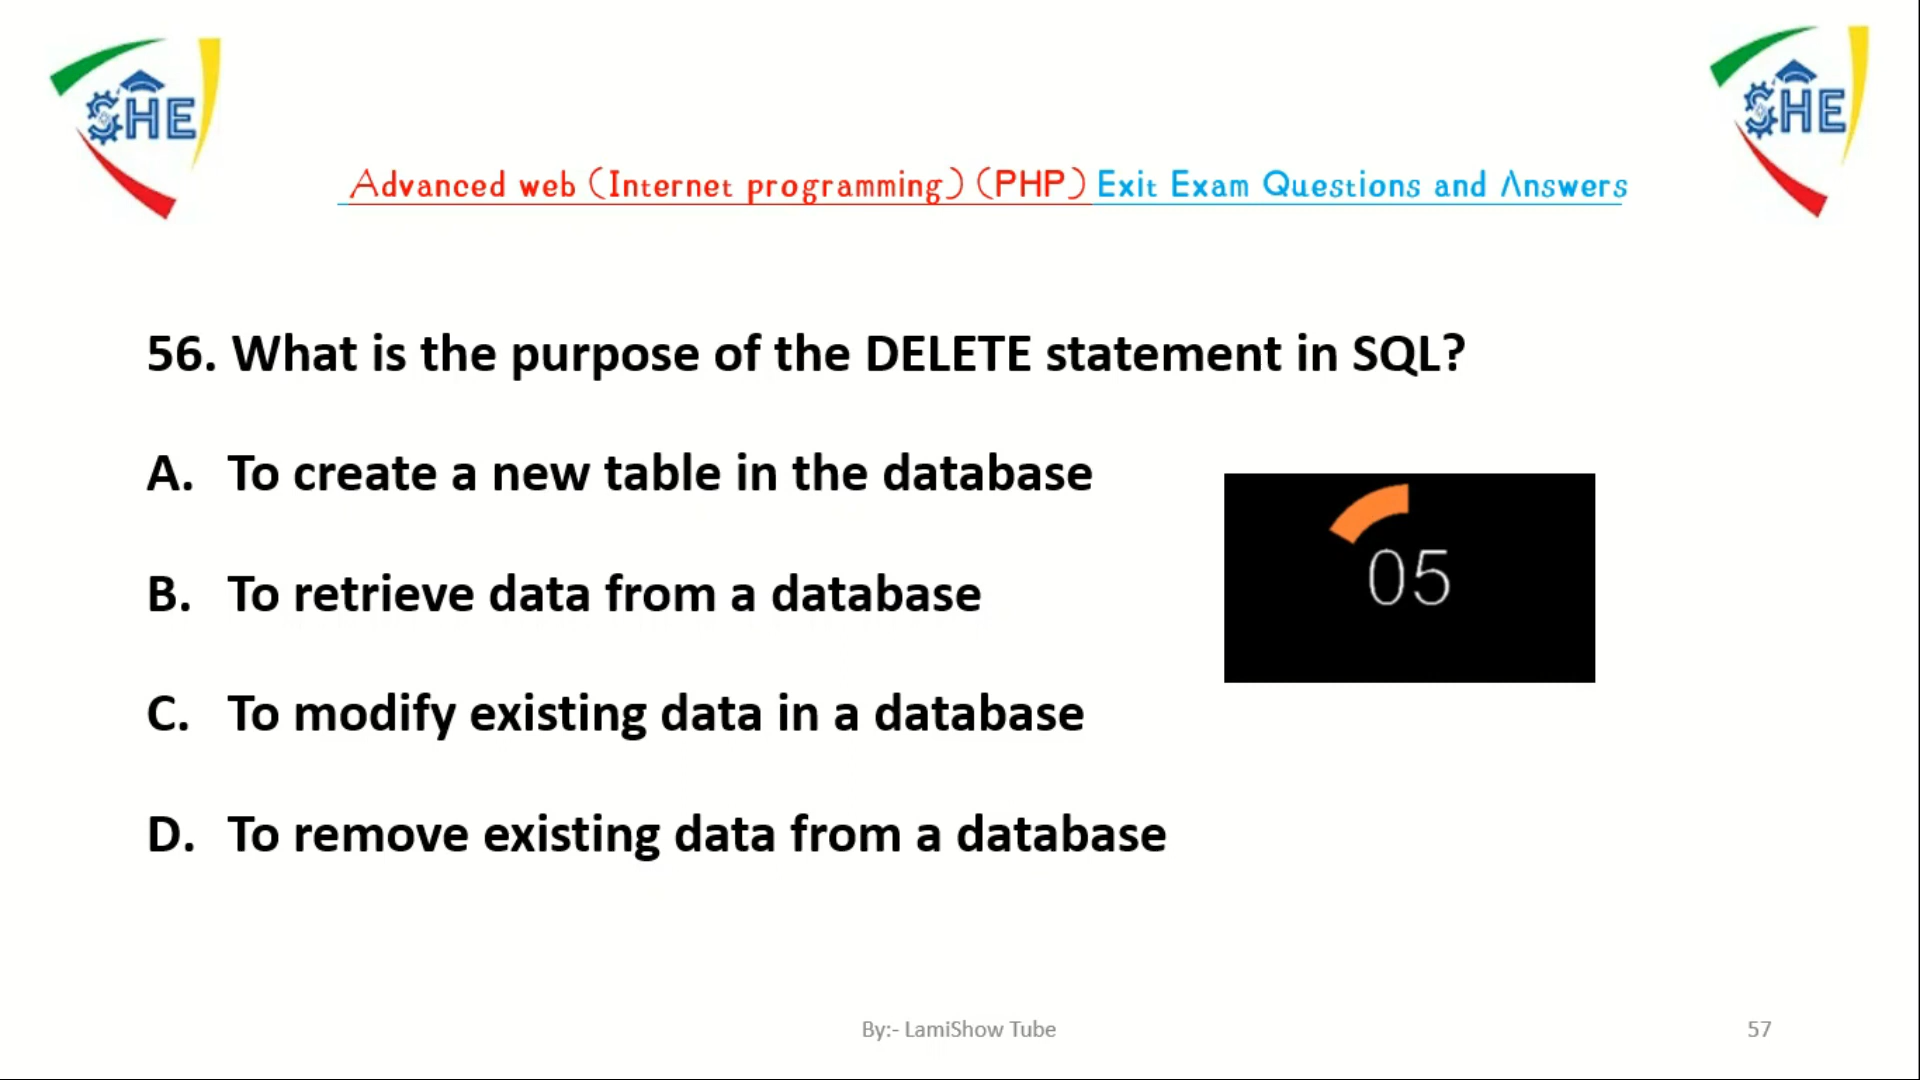 SHE
SHE
Advanced web (Internet programming) (PHP) Exit Exam Questions and Answers
56. What is the purpose of the DELETE statement in SQL?
A. To create a new table in the database
05
B. To retrieve data from a database
C. To modify existing data in a database
D. To remove existing data from a database
By:- LamiShow Tube
57